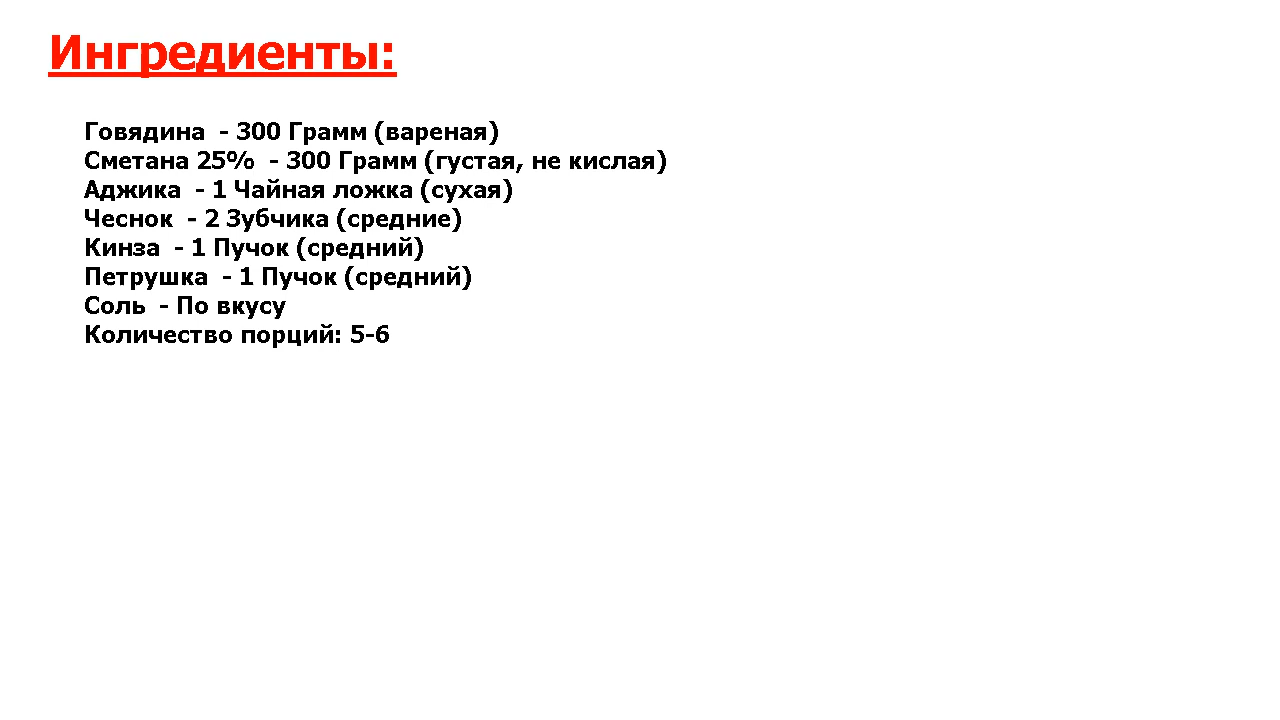 Ингредиенты:
Говядина - 300 Грамм (вареная)
Сметана 25% - 300 Грамм (густая, не кислая)
Аджика - 1 Чайная ложка (сухая)
Чеснок - 2 Зубчика (средние)
Кинза - 1 Пучок (средний)
Петрушка - 1 Пучок (средний)
Соль - По вкусу
Количество порций: 5-6